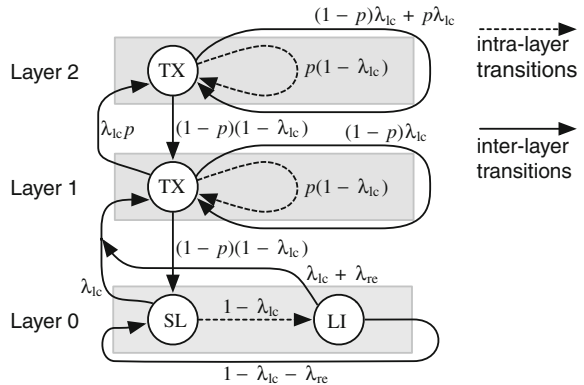 (1 − p)λlc + pλlc
intra-layer
transitions
Layer 2
TX
p(1 − λlc)
λlc p
(1 − p)(1 − λlc)
(1 − p)λlc
inter-layer
transitions
Layer 1
TX
p(1 − λlc)
(1 − p)(1 − λlc)
λlc
λlc + λre
Layer 0
SL
1 − λlc
LI
1 − λlc − λre